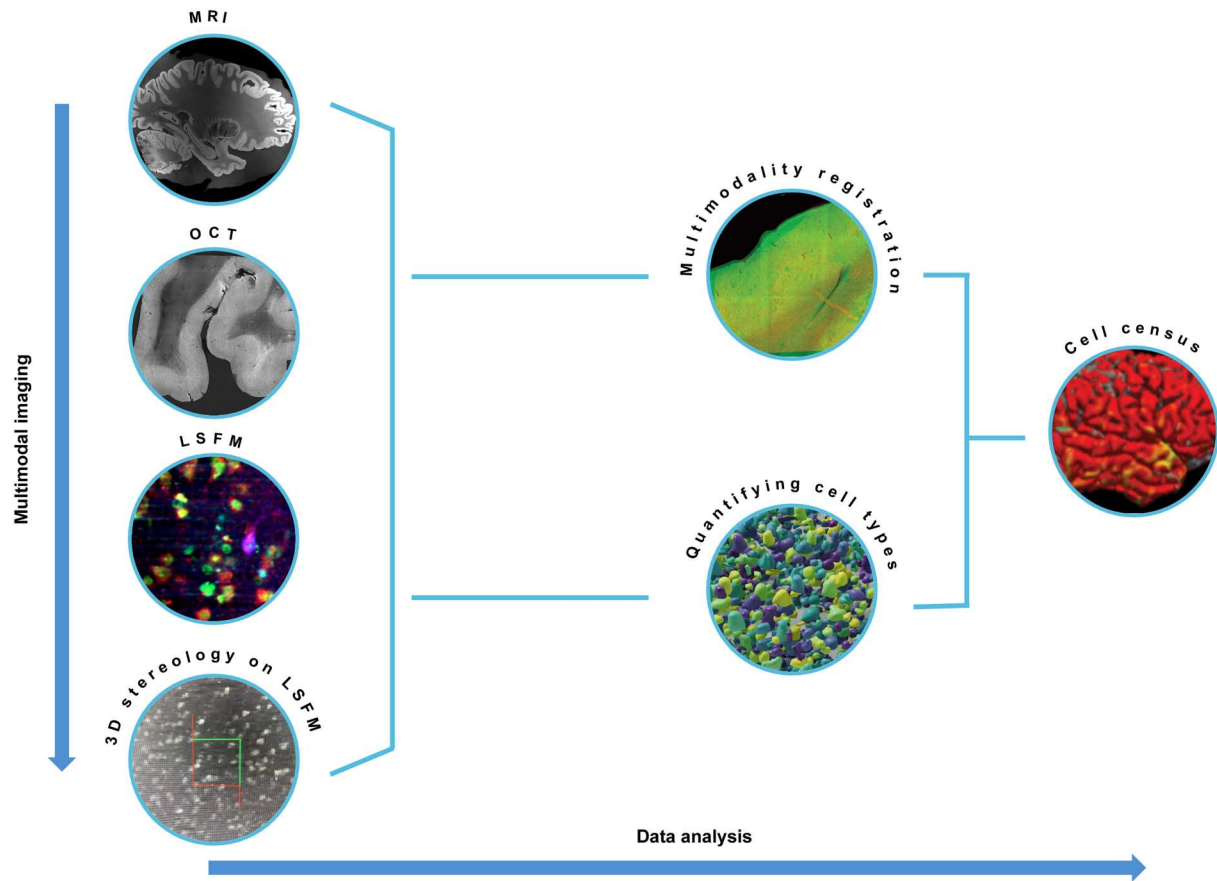 MRI
OCT
LSFM
3D stereology on LSFM
Multimodal imaging
Multimodality registration
Quantifying cell types
Cell census
Data analysis